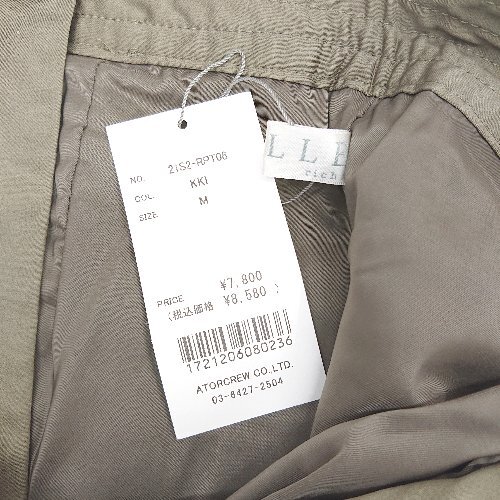 NO. 21S2-RPT06
COL. KKI
SIZE M
PRICE ¥7,800
(税込価格 ¥8,580 )
1721206080236
ATORCREW CO.,LTD.
03-6427-2504
LLE
rich